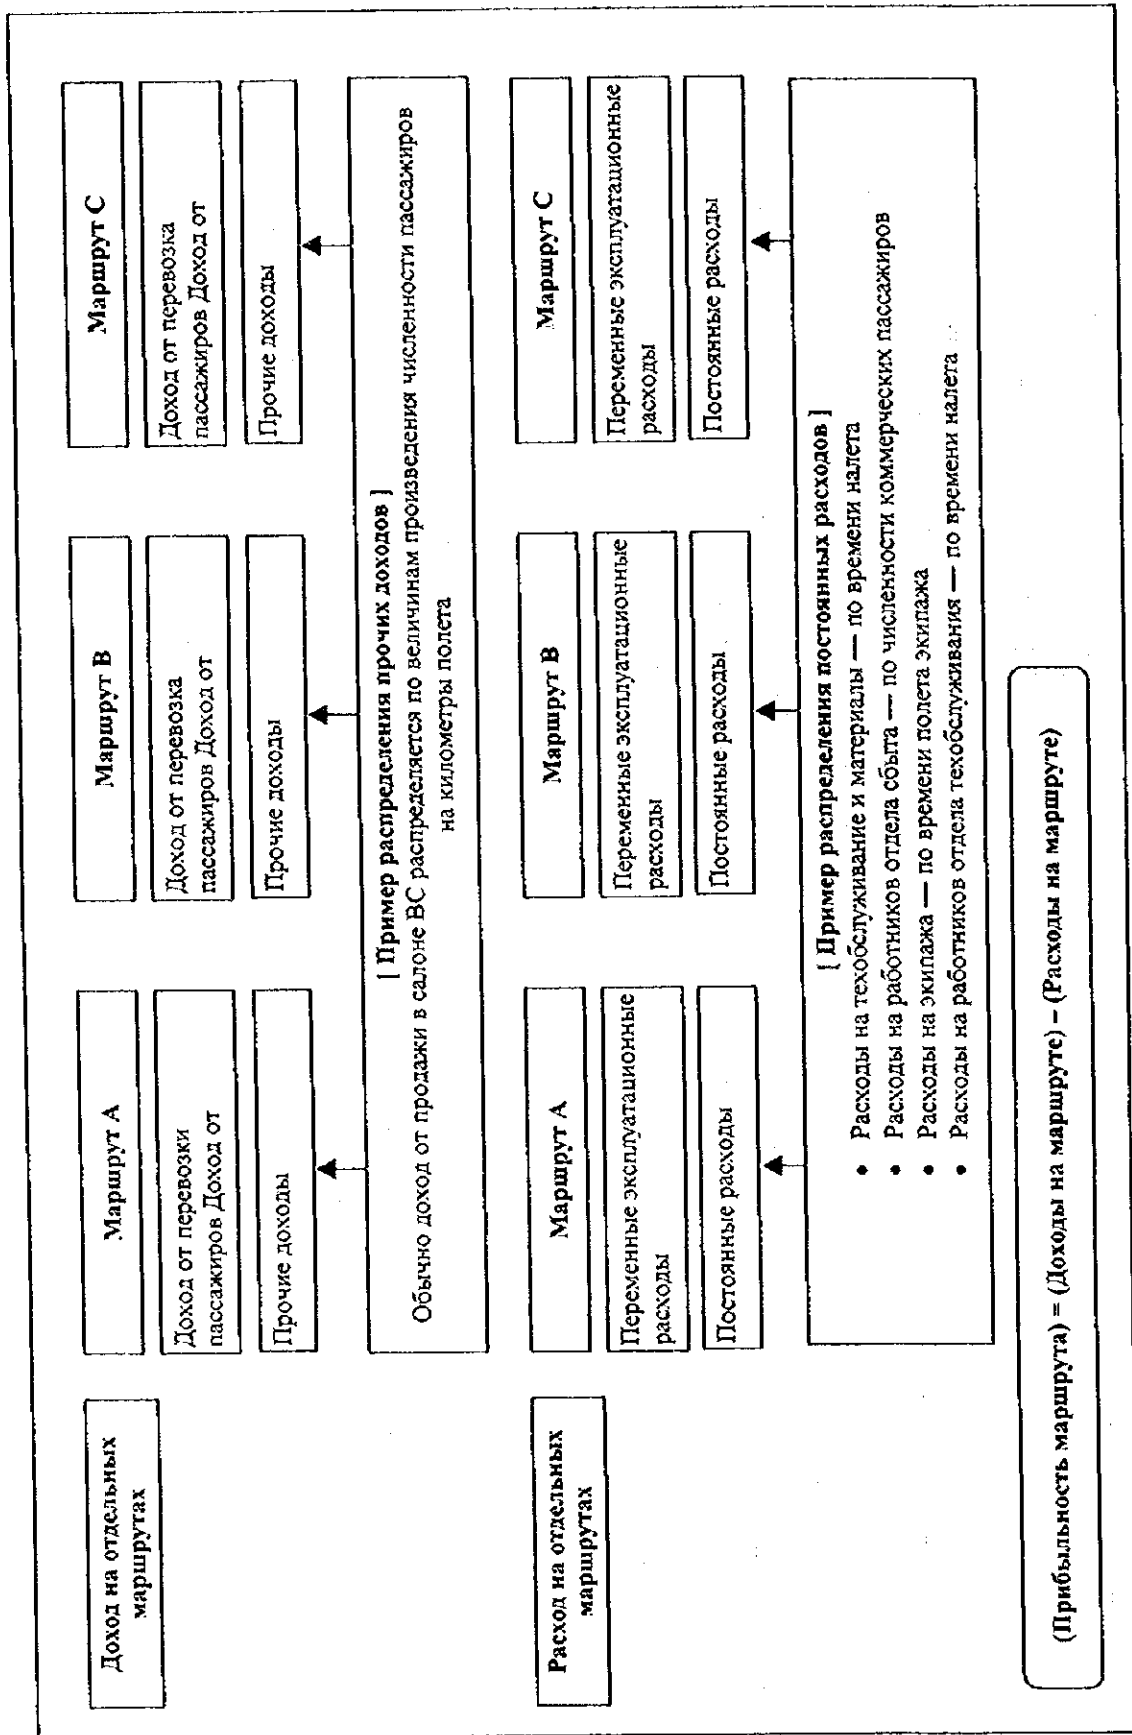 Доход на отдельных
маршрутах
Маршрут А
Доход от перевозки
пассажиров Доход от
Прочие доходы
Маршрут В
Доход от перевозка
пассажиров Доход от
Прочие доходы
Маршрут С
Доход от перевозка
пассажиров Доход от
Прочие доходы
[ Пример распределения прочих доходов ]
Обычно доход от продажи в салоне ВС распределяется по величинам произведения численности пассажиров
на километры полета
Расход на отдельных
маршрутах
Маршрут А
Переменные эксплуатационные
расходы
Постоянные расходы
Маршрут В
Переменные эксплуатационные
расходы
Постоянные расходы
Маршрут С
Переменные эксплуатационные
расходы
Постоянные расходы
[ Пример распределения постоянных расходов ]
• Расходы на техобслуживание и материалы — по времени налета
• Расходы на работников отдела сбыта — по численности коммерческих пассажиров
• Расходы на экипажа — по времени полета экипажа
• Расходы на работников отдела техобслуживания — по времени налета
(Прибыльность маршрута) = (Доходы на маршруте) – (Расходы на маршруте)